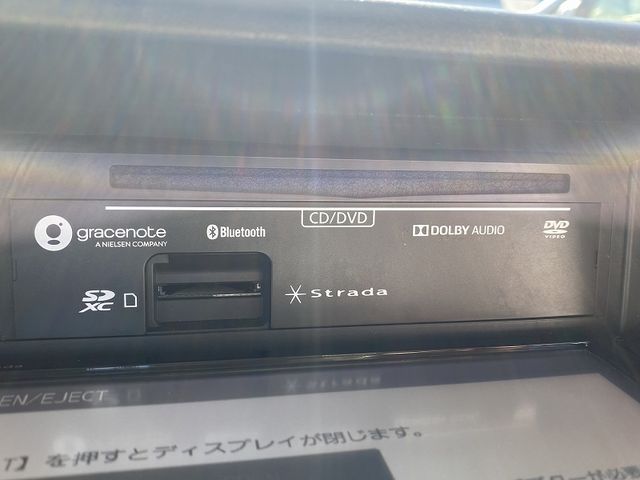 gracenote
A NIELSEN COMPANY
Bluetooth
CD/DVD
DOLBY AUDIO
DVD
VIDEO
SD
XC
Strada
EN/EJECT
T】を押すとディスプレイが閉じます。